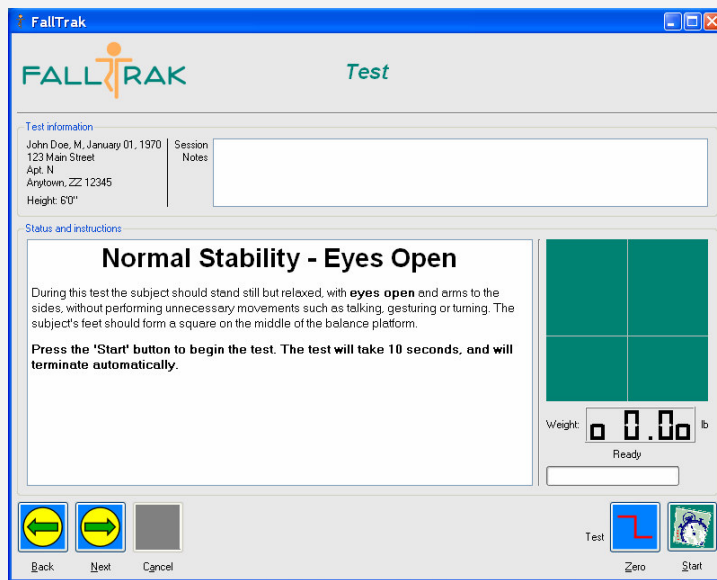 FallTrak
FALLTRAK
Test
Test information
John Doe, M, January 01, 1970
123 Main Street
Apt. N
Anytown, ZZ 12345
Height: 6'0"
Session
Notes
Status and instructions
Normal Stability - Eyes Open
During this test the subject should stand still but relaxed, with eyes open and arms to the
sides, without performing unnecessary movements such as talking, gesturing or turning. The
subject's feet should form a square on the middle of the balance platform.
Press the 'Start' button to begin the test. The test will take 10 seconds, and will
terminate automatically.
Weight: o 0.0o lb
Ready
Test
Back
Next
Cancel
Zero
Start